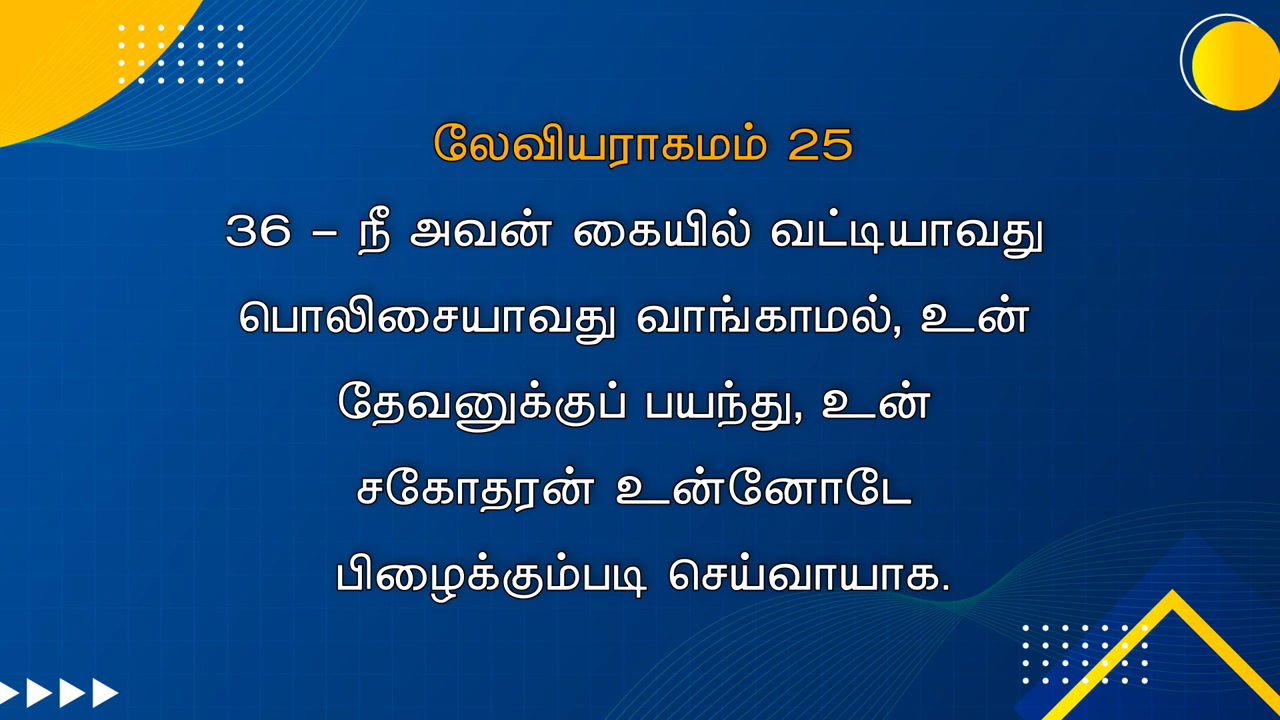 லேவியராகமம் 25
36 – நீ அவன் கையில் வட்டியாவது
பொலிசையாவது வாங்காமல், உன்
தேவனுக்குப் பயந்து, உன்
சகோதரன் உன்னோடே
பிழைக்கும்படி செய்வாயாக.